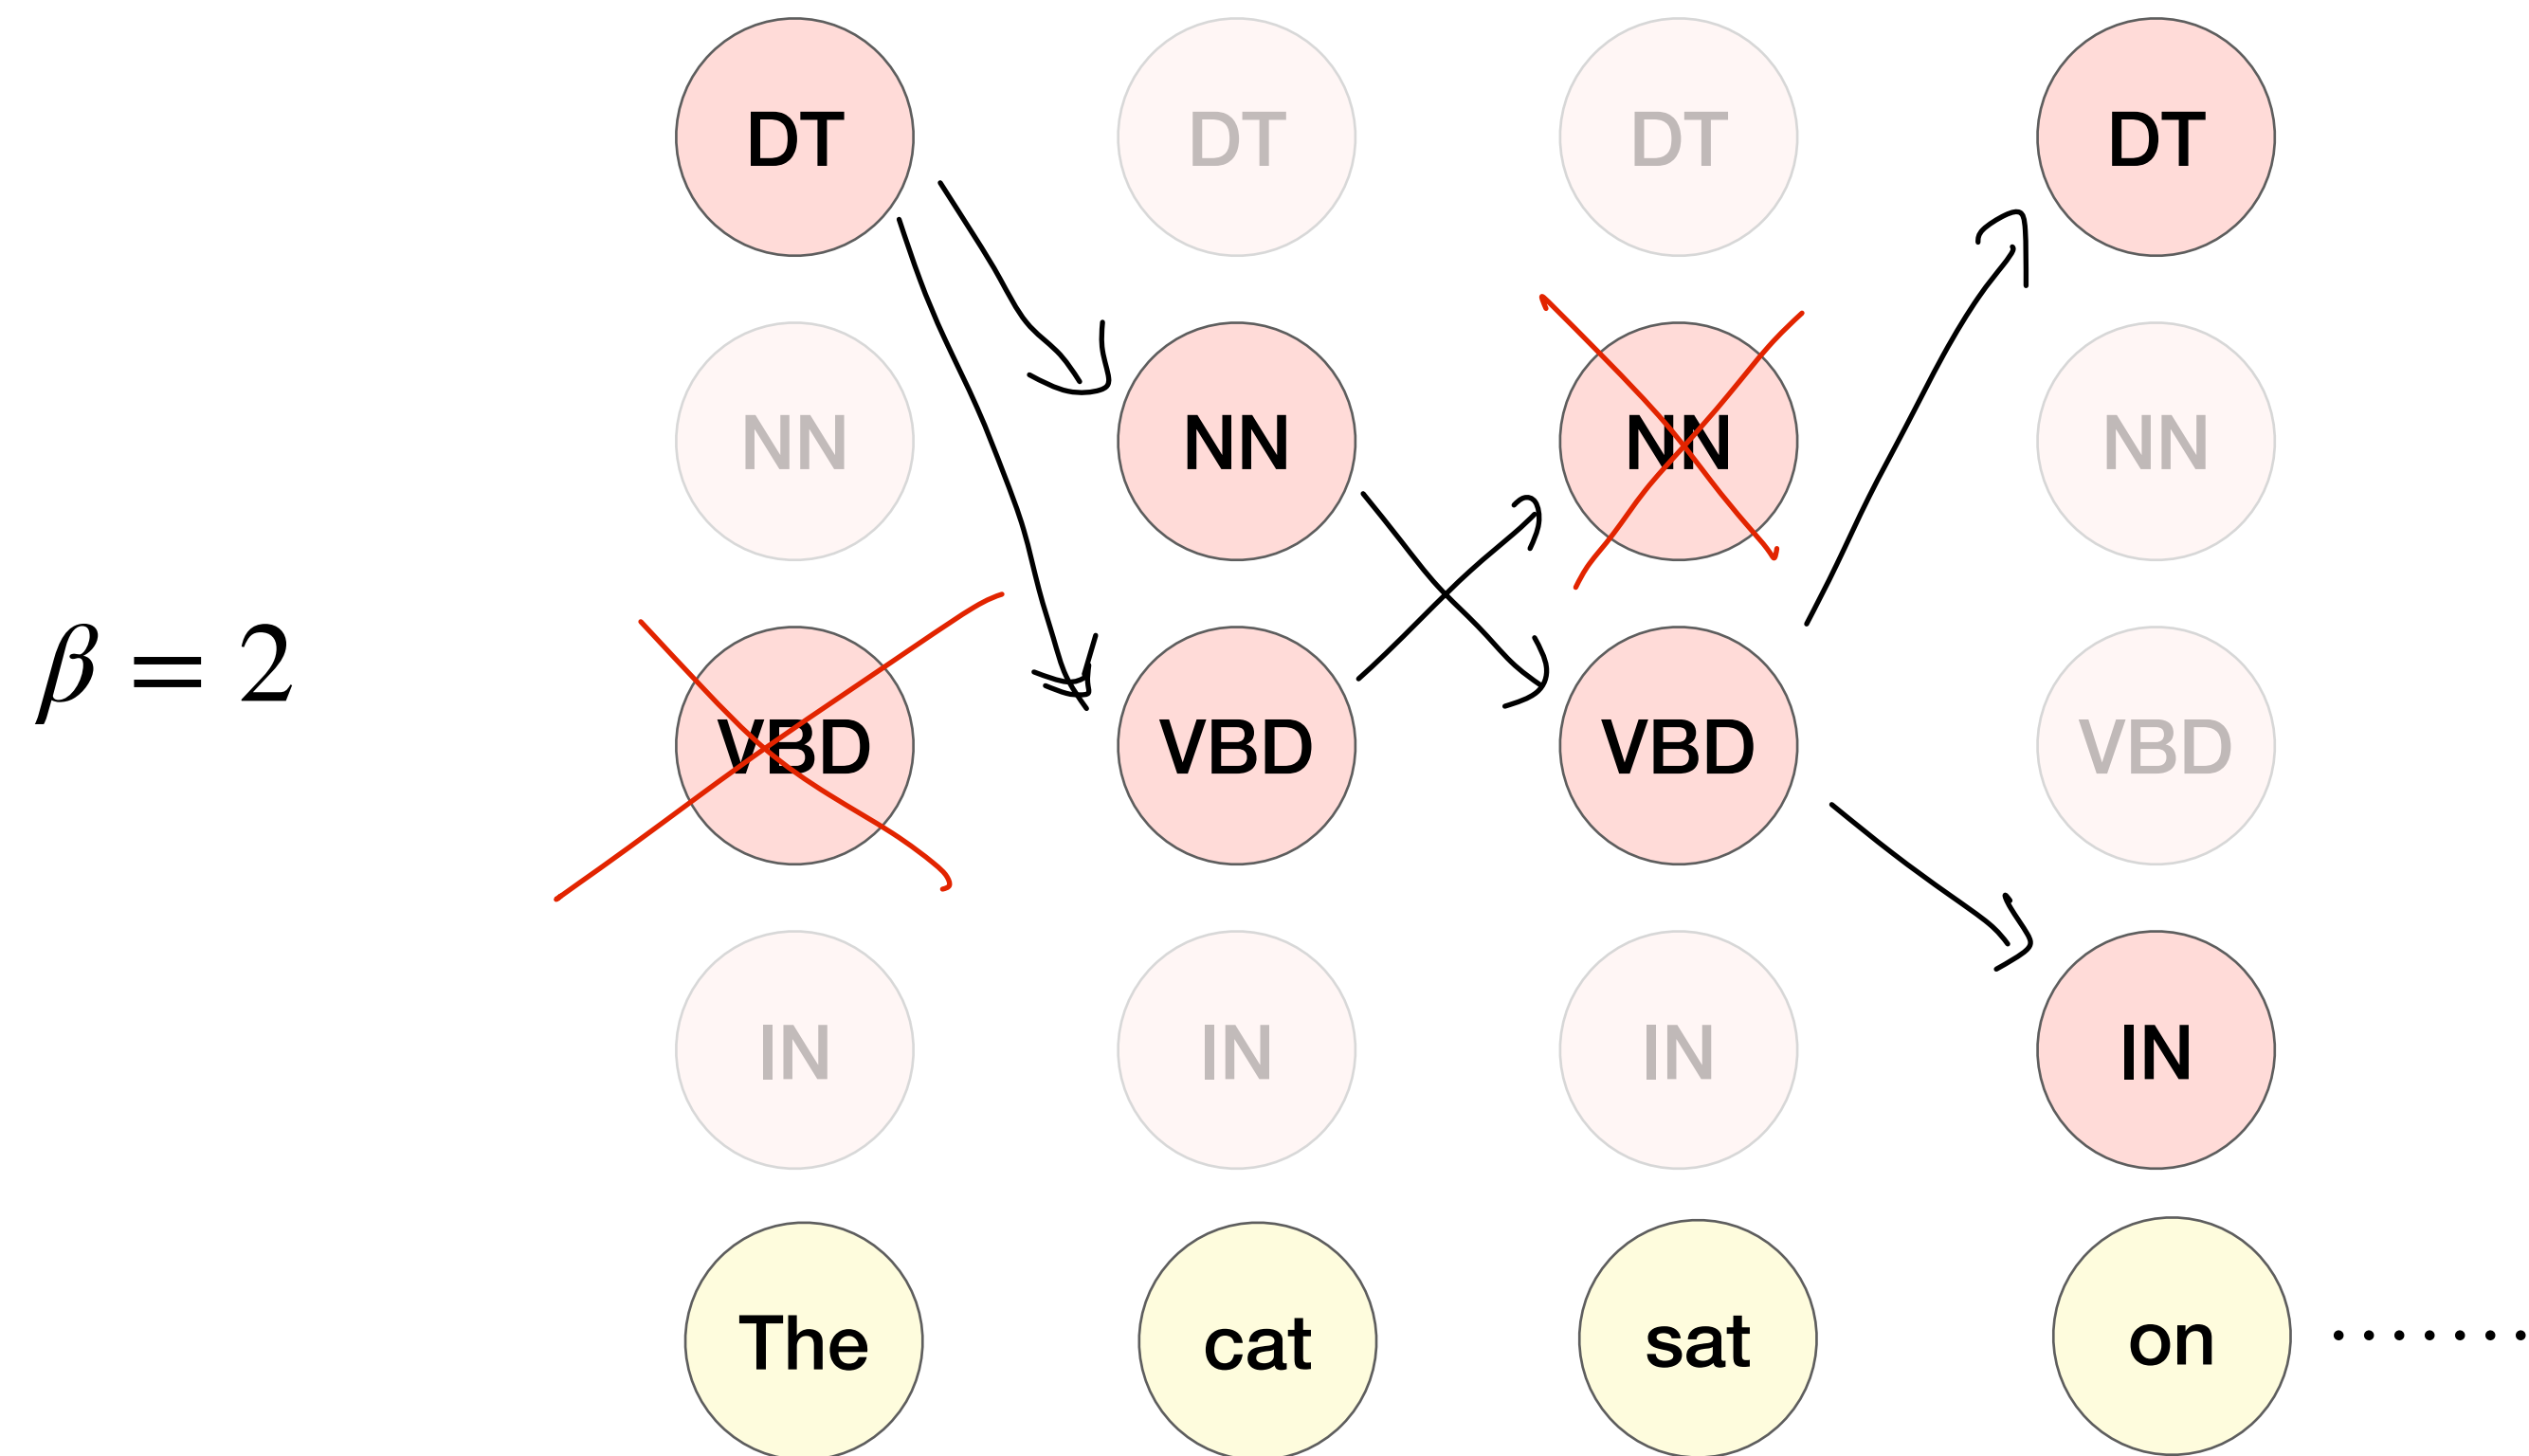 DT DT DT DT
NN NN NN NN
β = 2
VBD VBD VBD VBD
IN IN IN IN
The cat sat on .......